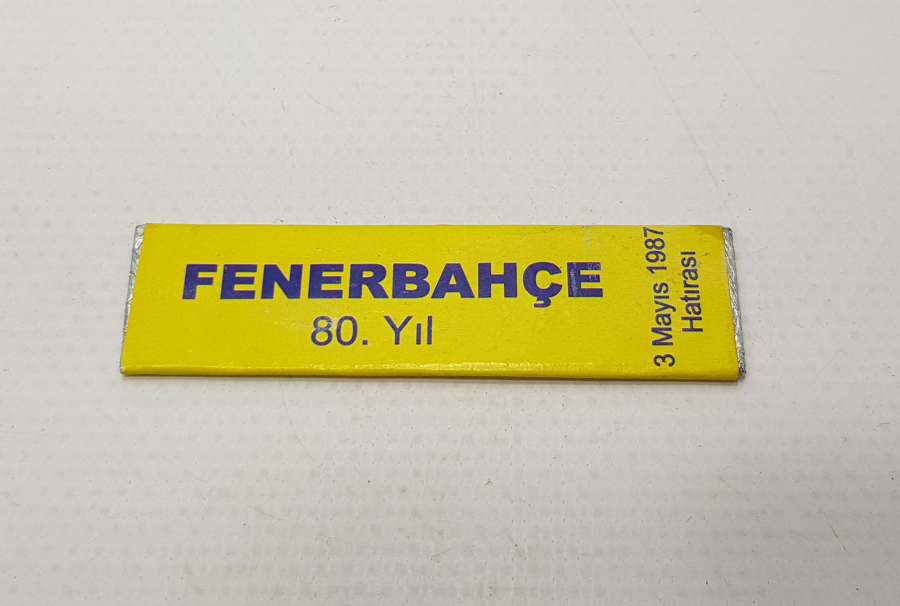 FENERBAHÇE
80. Yıl
3 Mayıs 1987
Hatırası